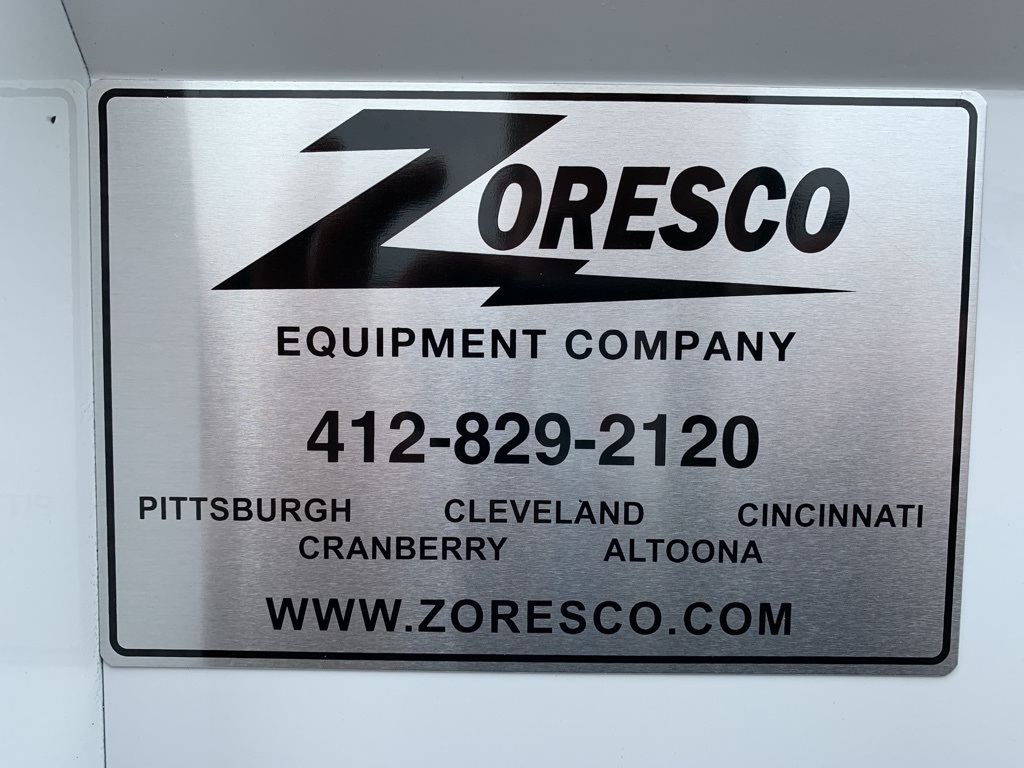 ZORESCO
EQUIPMENT COMPANY
412-829-2120
PITTSBURGH CLEVELAND CINCINNATI
CRANBERRY ALTOONA
WWW.ZORESCO.COM